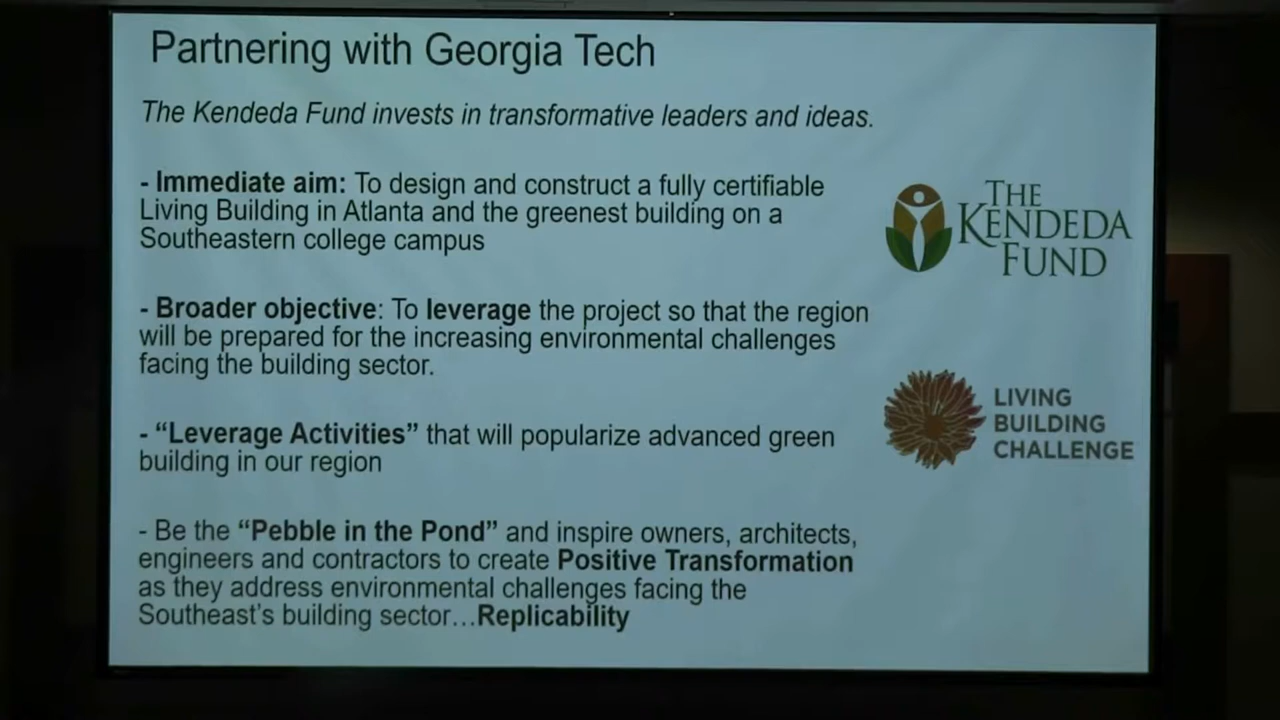 Partnering with Georgia Tech
The Kendeda Fund invests in transformative leaders and ideas.
- Immediate aim: To design and construct a fully certifiable
Living Building in Atlanta and the greenest building on a
Southeastern college campus
THE
KENDEDA
FUND
- Broader objective: To leverage the project so that the region
will be prepared for the increasing environmental challenges
facing the building sector.
LIVING
BUILDING
CHALLENGE
- “Leverage Activities” that will popularize advanced green
building in our region
- Be the “Pebble in the Pond” and inspire owners, architects,
engineers and contractors to create Positive Transformation
as they address environmental challenges facing the
Southeast’s building sector…Replicability